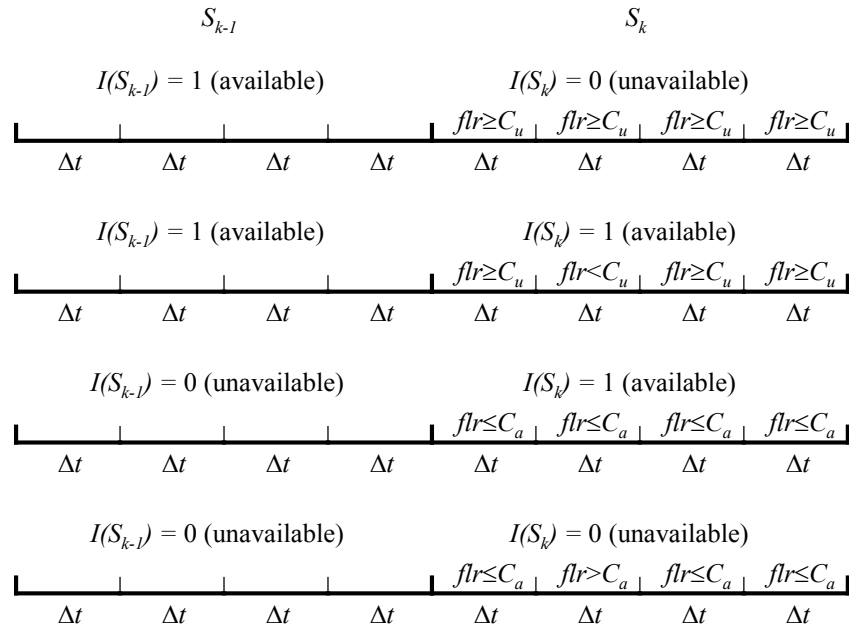 S_{k-1} S_k
I(S_{k-1}) = 1 (available) I(S_k) = 0 (unavailable)
flr≥C_u flr≥C_u flr≥C_u flr≥C_u
Δt Δt Δt Δt Δt Δt Δt Δt
I(S_{k-1}) = 1 (available) I(S_k) = 1 (available)
flr≥C_u flr<C_u flr≥C_u flr≥C_u
Δt Δt Δt Δt Δt Δt Δt Δt
I(S_{k-1}) = 0 (unavailable) I(S_k) = 1 (available)
flr≤C_a flr≤C_a flr≤C_a flr≤C_a
Δt Δt Δt Δt Δt Δt Δt Δt
I(S_{k-1}) = 0 (unavailable) I(S_k) = 0 (unavailable)
flr≤C_a flr>C_a flr≤C_a flr≤C_a
Δt Δt Δt Δt Δt Δt Δt Δt